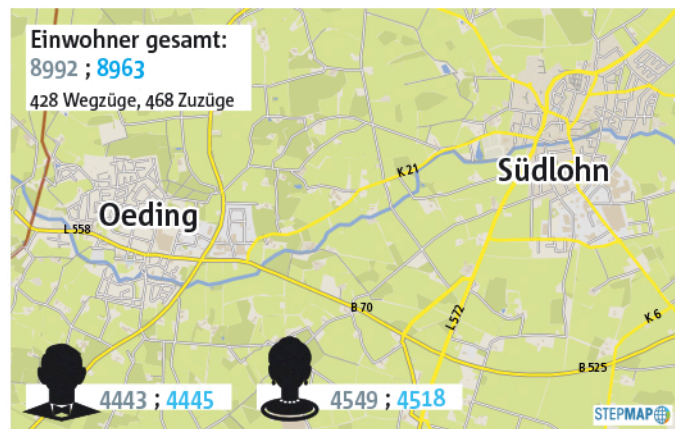 Einwohner gesamt:
8992 ; 8963
428 Wegzüge, 468 Zuzüge
K 21
Südlohn
Oeding
L 558
B 70
L 572
K 6
B 525
4443 ; 4445
4549 ; 4518
STEPMAP